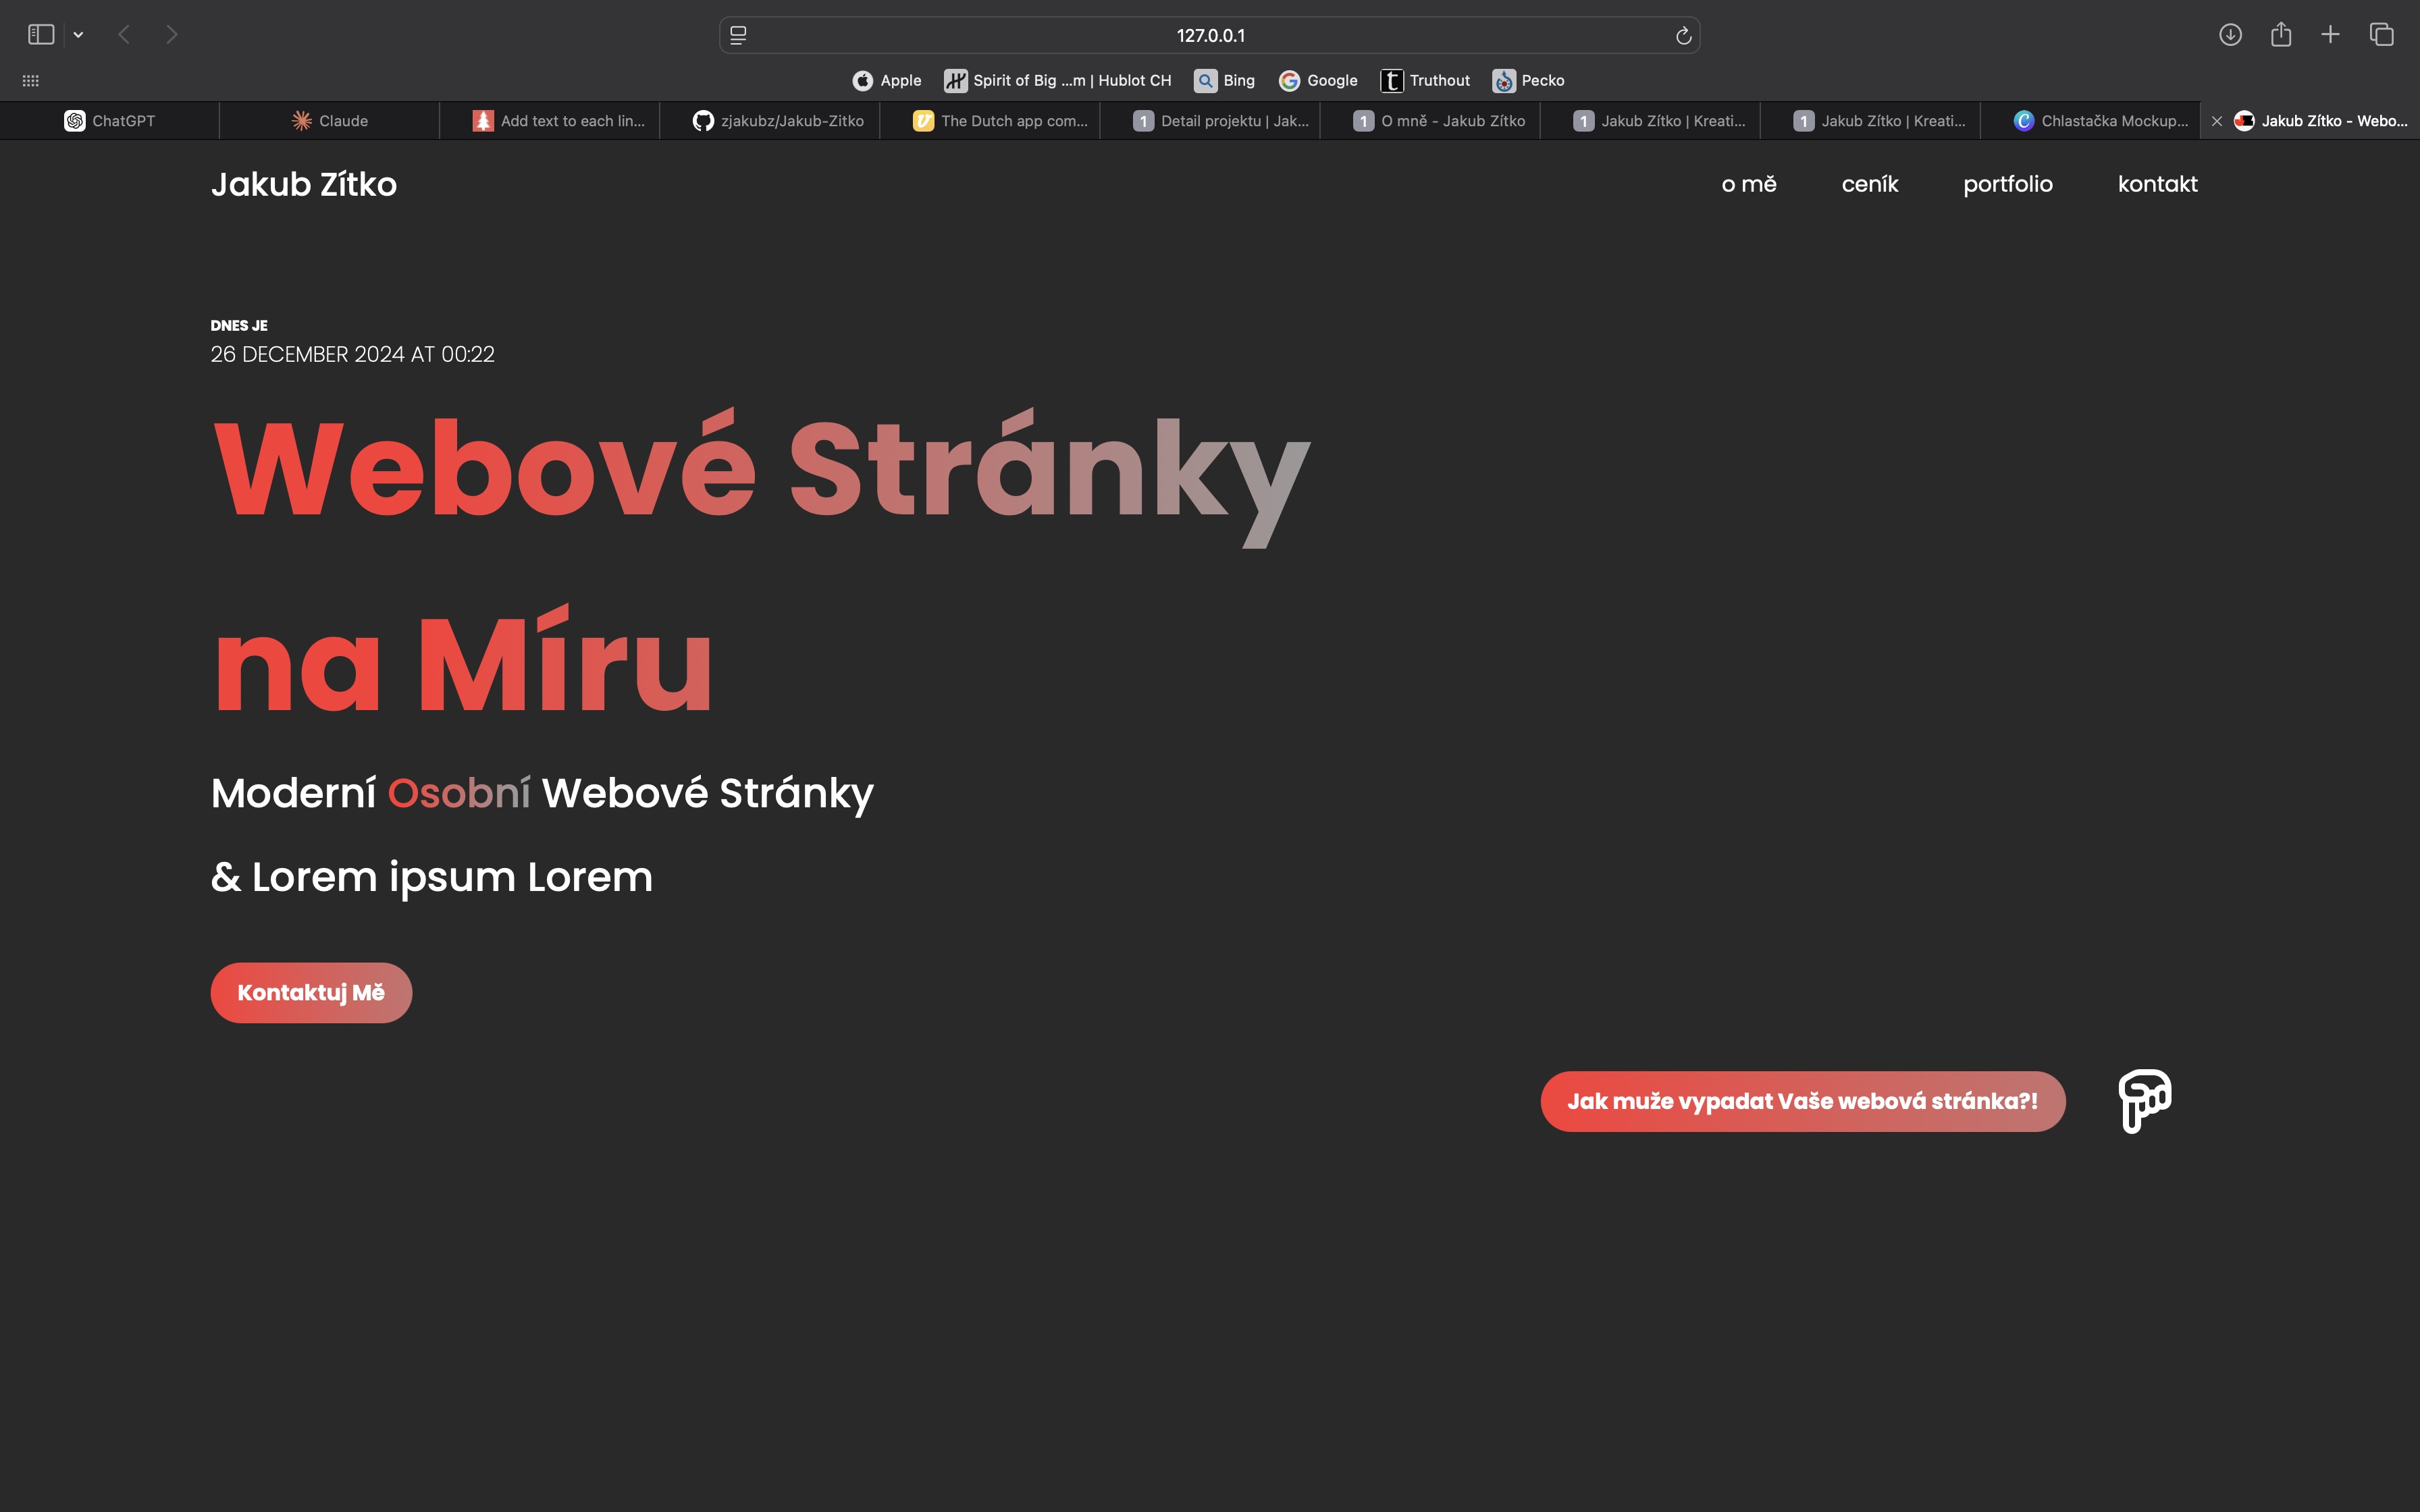 127.0.0.1
Apple
Spirit of Big ...m | Hublot CH
Bing
Google
Truthout
Pecko
ChatGPT
Claude
Add text to each lin...
zjakubz/Jakub-Zitko
The Dutch app com...
1 Detail projektu | Jak...
1 O mně - Jakub Zítko
1 Jakub Zítko | Kreati...
1 Jakub Zítko | Kreati...
Chlastačka Mockup...
Jakub Zítko - Webo...
Jakub Zítko
o mě
ceník
portfolio
kontakt
DNES JE
26 DECEMBER 2024 AT 00:22
Webové Stránky
na Míru
Moderní Osobní Webové Stránky
& Lorem ipsum Lorem
Kontaktuj Mě
Jak muže vypadat Vaše webová stránka?!